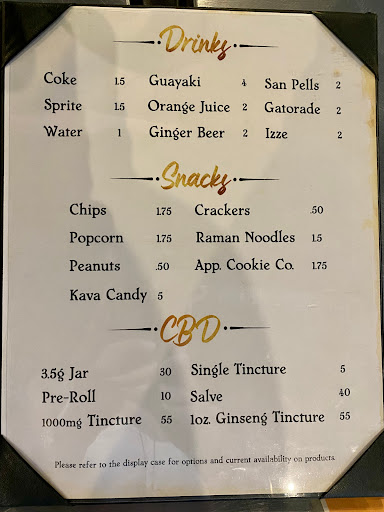 Drinks
Coke 1.5 Guayaki 4 San Pells 2
Sprite 1.5 Orange Juice 2 Gatorade 2
Water 1 Ginger Beer 2 Izze 2
Snacks
Chips 1.75 Crackers .50
Popcorn 1.75 Raman Noodles 1.5
Peanuts .50 App. Cookie Co. 1.75
Kava Candy 5
CBD
3.5g Jar 30 Single Tincture 5
Pre-Roll 10 Salve 40
1000mg Tincture 55 1oz. Ginseng Tincture 55
Please refer to the display case for options and current availability on products.